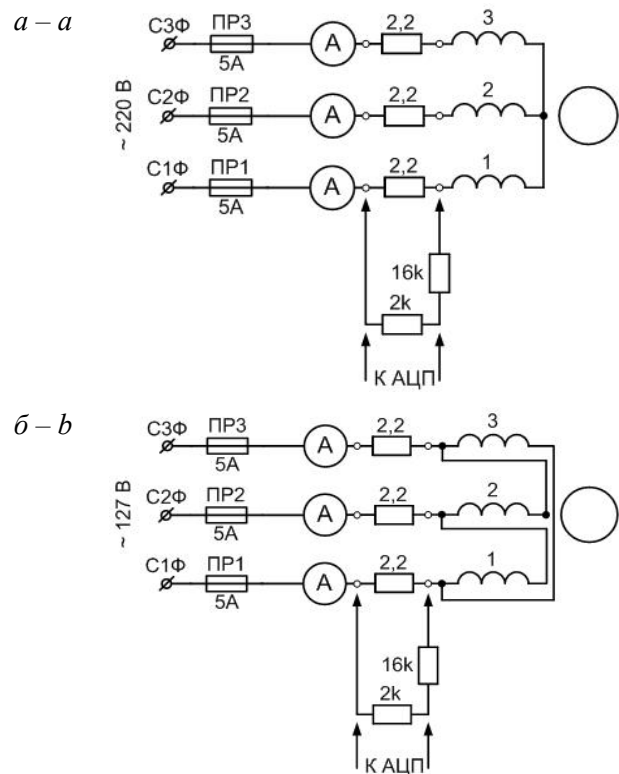 а – a
С3Ф ПР3 5А А 2,2 3
С2Ф ПР2 5А А 2,2 2
~ 220 В
С1Ф ПР1 5А А 2,2 1
16k
2k
К АЦП
б – b
С3Ф ПР3 5А А 2,2 3
С2Ф ПР2 5А А 2,2 2
~ 127 В
С1Ф ПР1 5А А 2,2 1
16k
2k
К АЦП